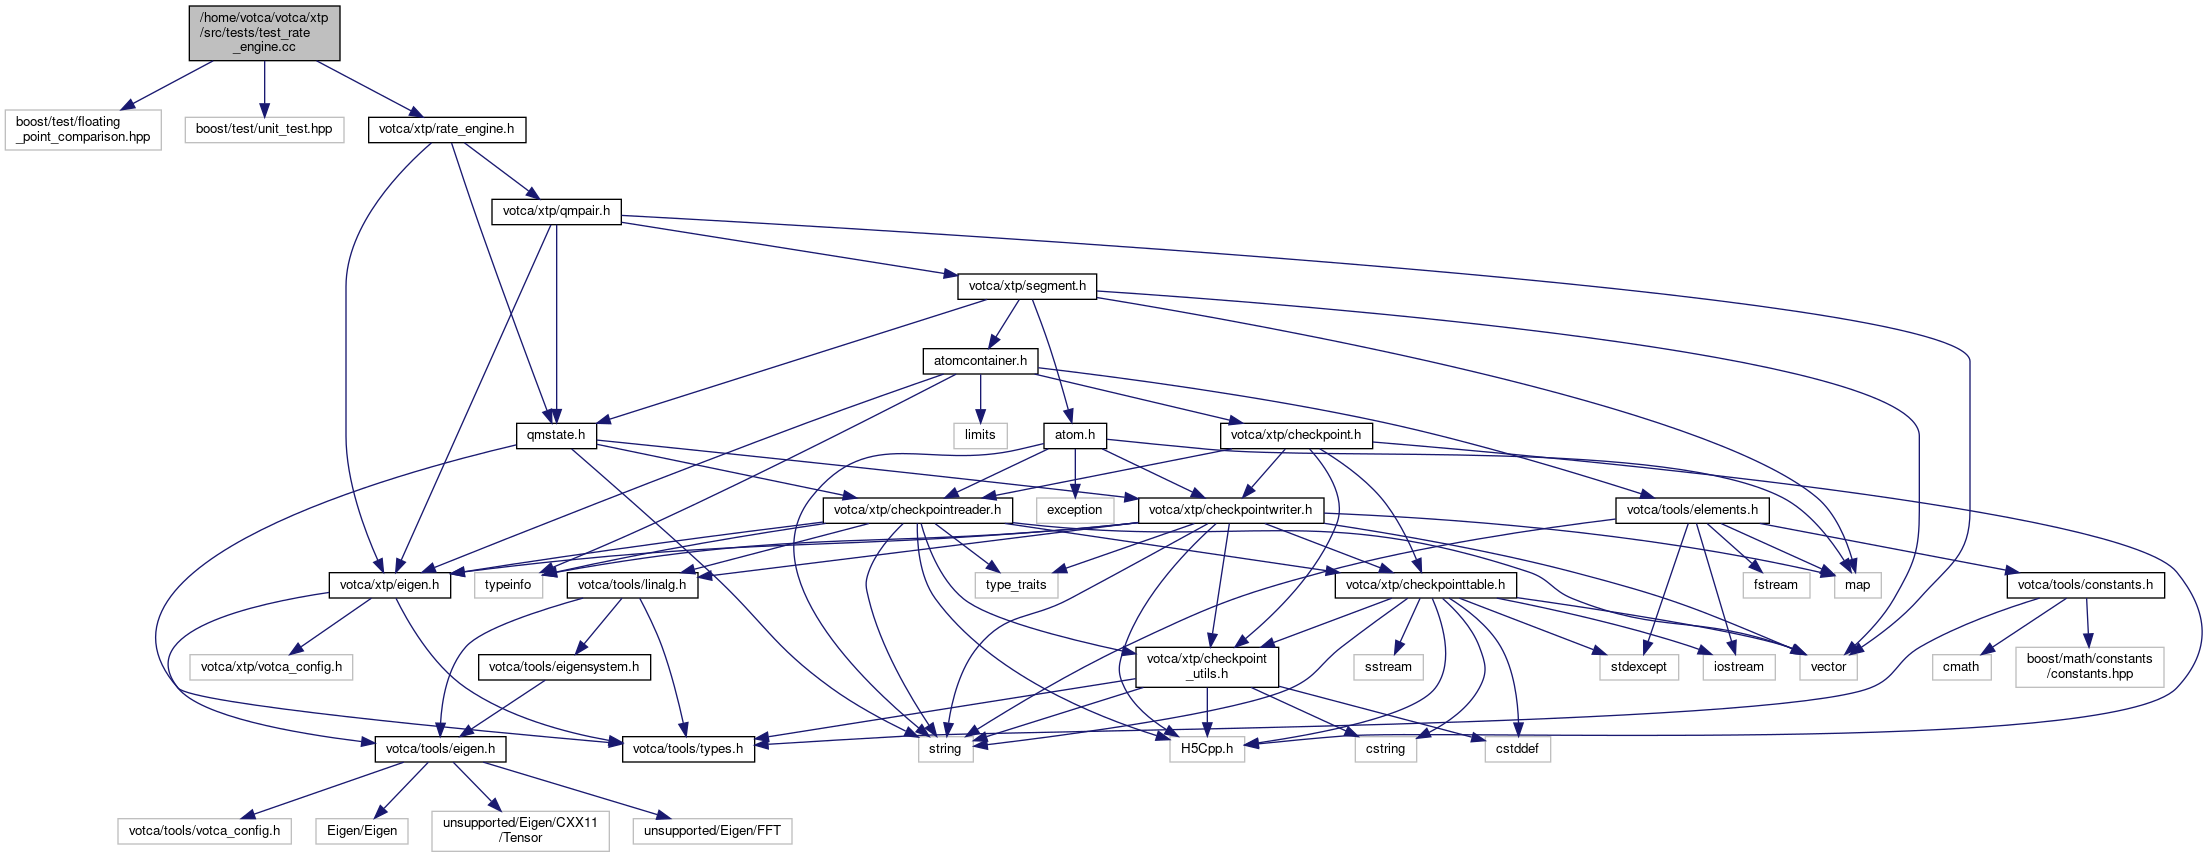 /home/votca/votca/xtp
/src/tests/test_rate
_engine.cc
boost/test/floating
_point_comparison.hpp
boost/test/unit_test.hpp
votca/xtp/rate_engine.h
votca/xtp/qmpair.h
votca/xtp/segment.h
atomcontainer.h
qmstate.h
limits
atom.h
votca/xtp/checkpoint.h
votca/xtp/checkpointreader.h
exception
votca/xtp/checkpointwriter.h
votca/tools/elements.h
votca/xtp/eigen.h
typeinfo
votca/tools/linalg.h
type_traits
votca/xtp/checkpointtable.h
fstream
map
votca/tools/constants.h
votca/xtp/votca_config.h
votca/tools/eigensystem.h
votca/xtp/checkpoint
_utils.h
sstream
stdexcept
iostream
vector
cmath
boost/math/constants
/constants.hpp
votca/tools/eigen.h
votca/tools/types.h
string
H5Cpp.h
cstring
cstddef
votca/tools/votca_config.h
Eigen/Eigen
unsupported/Eigen/CXX11
/Tensor
unsupported/Eigen/FFT